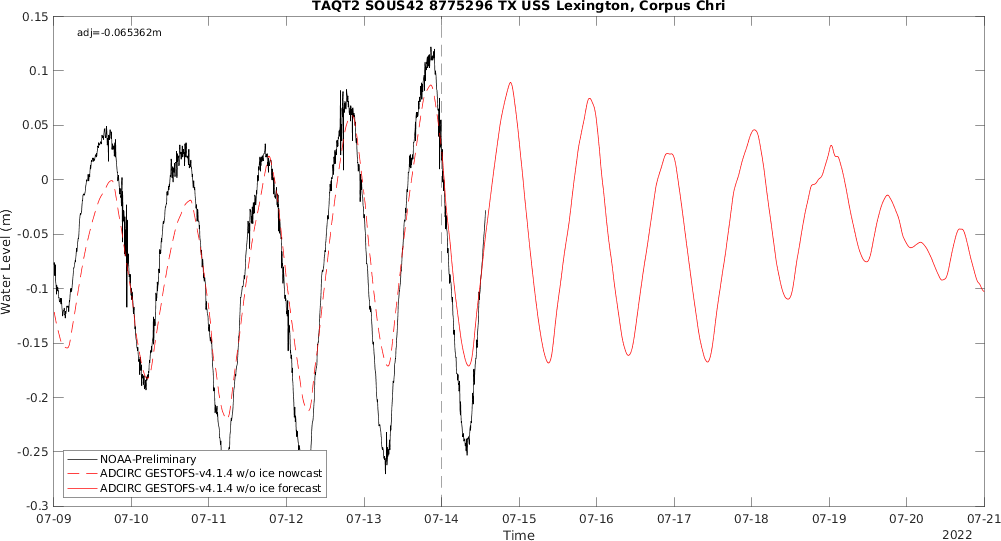 TAQT2 SOUS42 8775296 TX USS Lexington, Corpus Chri
adj=-0.065362m
0.15
0.1
0.05
0
-0.05
-0.1
-0.15
-0.2
-0.25
-0.3
Water Level (m)
NOAA-Preliminary
ADCIRC GESTOFS-v4.1.4 w/o ice nowcast
ADCIRC GESTOFS-v4.1.4 w/o ice forecast
07-09 07-10 07-11 07-12 07-13 07-14 07-15 07-16 07-17 07-18 07-19 07-20 07-21
Time
2022